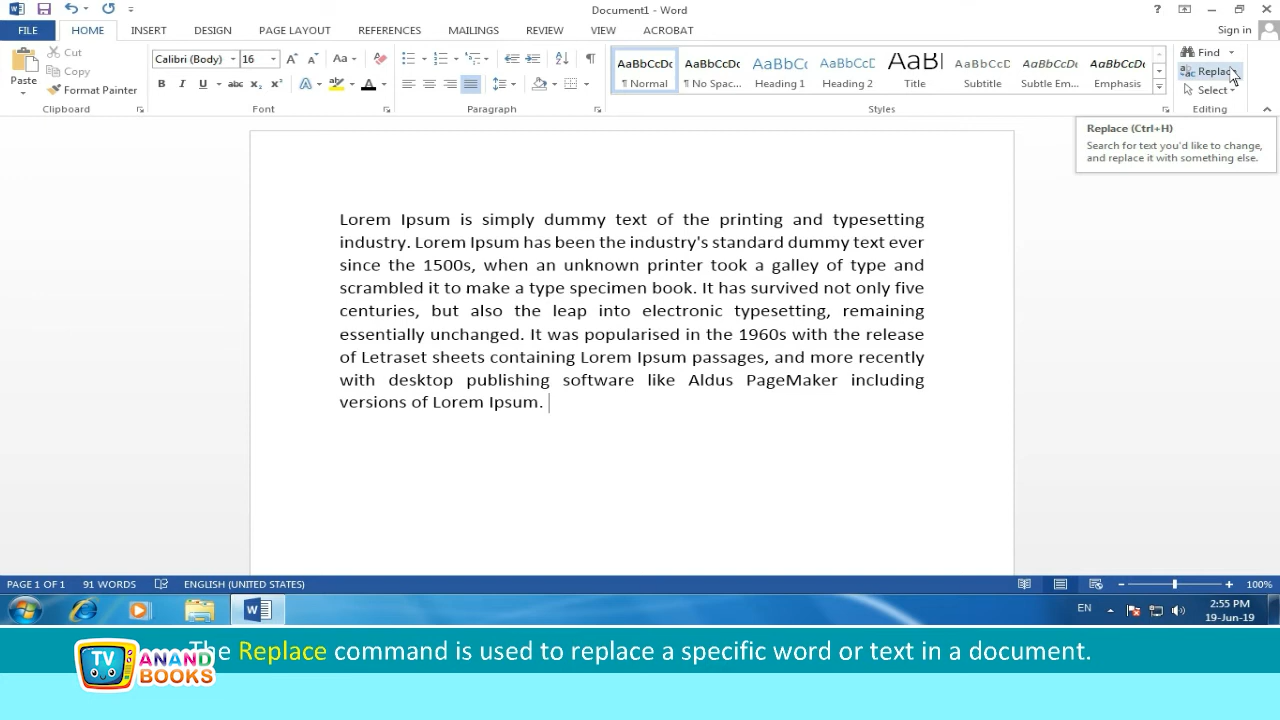 Document1 - Word
?
FILE
HOME
INSERT
DESIGN
PAGE LAYOUT
REFERENCES
MAILINGS
REVIEW
VIEW
ACROBAT
Sign in
Paste
Cut
Copy
Format Painter
Clipboard
Calibri (Body)
16
Aa
B I U abc x₂ x²
A
Font
Paragraph
AaBbCcDc
¶ Normal
AaBbCcDc
¶ No Spac...
AaBbCc
Heading 1
AaBbCcC
Heading 2
AaBbCcD
Subtitle
AaBbCcDc
Subtle Em...
AaBbCcDc
Emphasis
Title
Styles
Find
Replac
Select
Editing
Replace (Ctrl+H)
Search for text you'd like to change,
and replace it with something else.
Lorem Ipsum is simply dummy text of the printing and typesetting
industry. Lorem Ipsum has been the industry's standard dummy text ever
since the 1500s, when an unknown printer took a galley of type and
scrambled it to make a type specimen book. It has survived not only five
centuries, but also the leap into electronic typesetting, remaining
essentially unchanged. It was popularised in the 1960s with the release
of Letraset sheets containing Lorem Ipsum passages, and more recently
with desktop publishing software like Aldus PageMaker including
versions of Lorem Ipsum.
PAGE 1 OF 1
91 WORDS
ENGLISH (UNITED STATES)
100%
EN
2:55 PM
19-Jun-19
The Replace command is used to replace a specific word or text in a document.
TV
ANAND
BOOKS